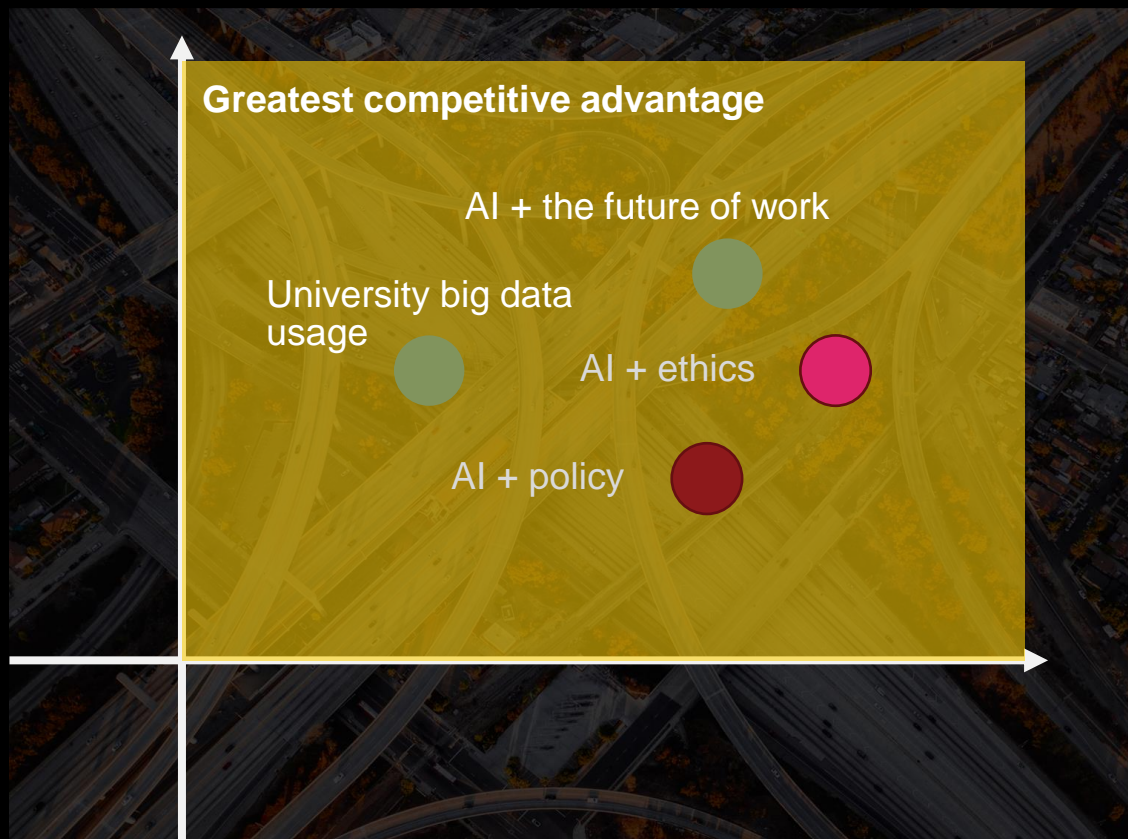 Greatest competitive advantage
AI + the future of work
University big data
usage
AI + ethics
AI + policy